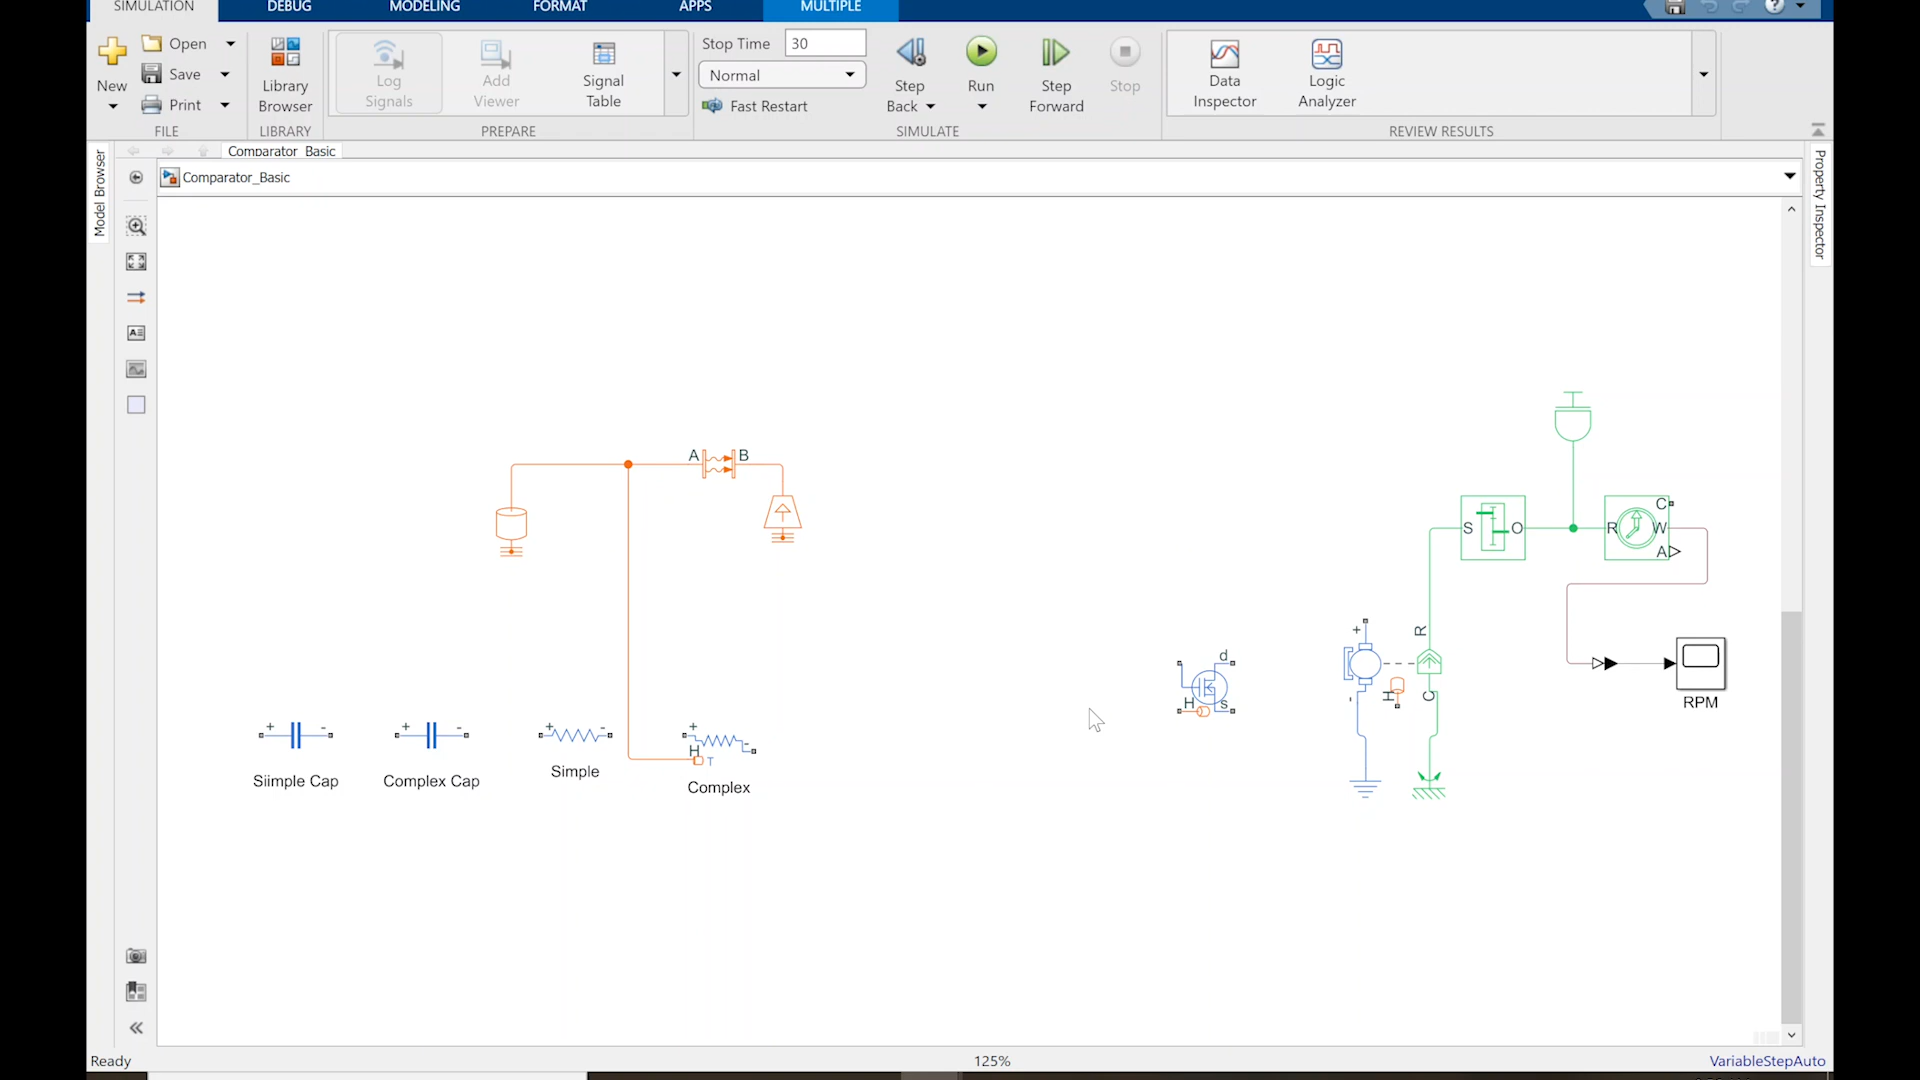 SIMULATION DEBUG MODELING FORMAT APPS MULTIPLE
New
Open
Save
Print
FILE
Library
Browser
LIBRARY
Log
Signals
Add
Viewer
Signal
Table
PREPARE
Stop Time 30
Normal
Fast Restart
Step
Back
Run
Step
Forward
Stop
SIMULATE
Data
Inspector
Logic
Analyzer
REVIEW RESULTS
Model Browser
Comparator_Basic
Comparator_Basic
Property Inspector
A B
S O
R C
W
A
R
+
-
H
C
d
H
s
RPM
+ -
Siimple Cap
+ -
Complex Cap
+ -
Simple
+ -
H T
Complex
Ready
125%
VariableStepAuto